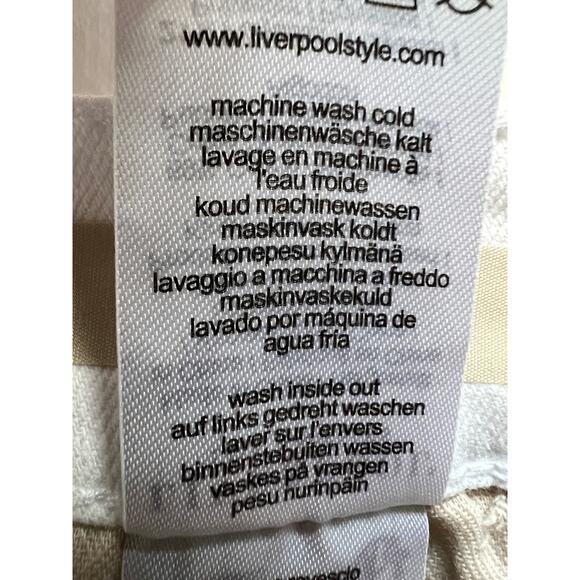 www.liverpoolstyle.com
machine wash cold
maschinenwäsche kalt
lavage en machine à
l'eau froide
koud machinewassen
maskinvask koldt
konepesu kylmänä
lavaggio a macchina a freddo
maskinvaskekuld
lavado por máquina de
agua fria
wash inside out
auf links gedreht waschen
laver sur l'envers
binnenstebuiten wassen
vaskes på vrangen
pesu nurinpäin